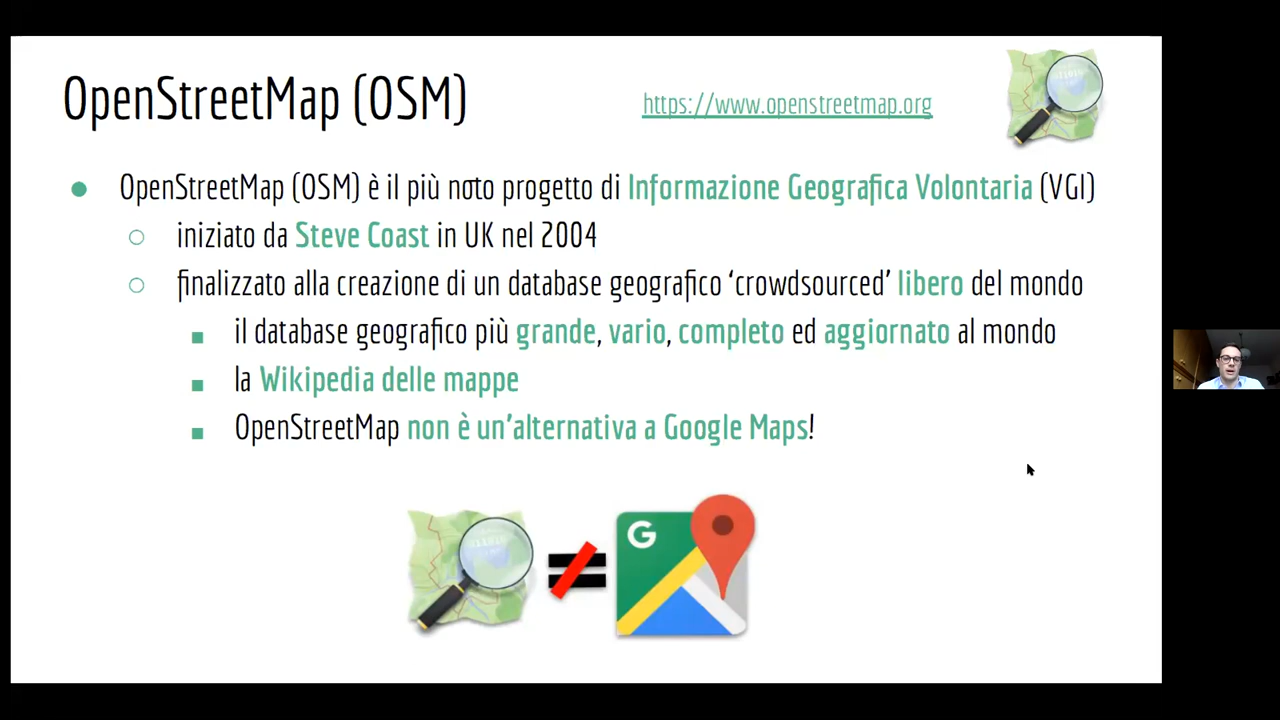 OpenStreetMap (OSM)
https://www.openstreetmap.org
OpenStreetMap (OSM) è il più noto progetto di Informazione Geografica Volontaria (VGI)
iniziato da Steve Coast in UK nel 2004
finalizzato alla creazione di un database geografico ‘crowdsourced’ libero del mondo
il database geografico più grande, vario, completo ed aggiornato al mondo
la Wikipedia delle mappe
OpenStreetMap non è un’alternativa a Google Maps!
≠
G